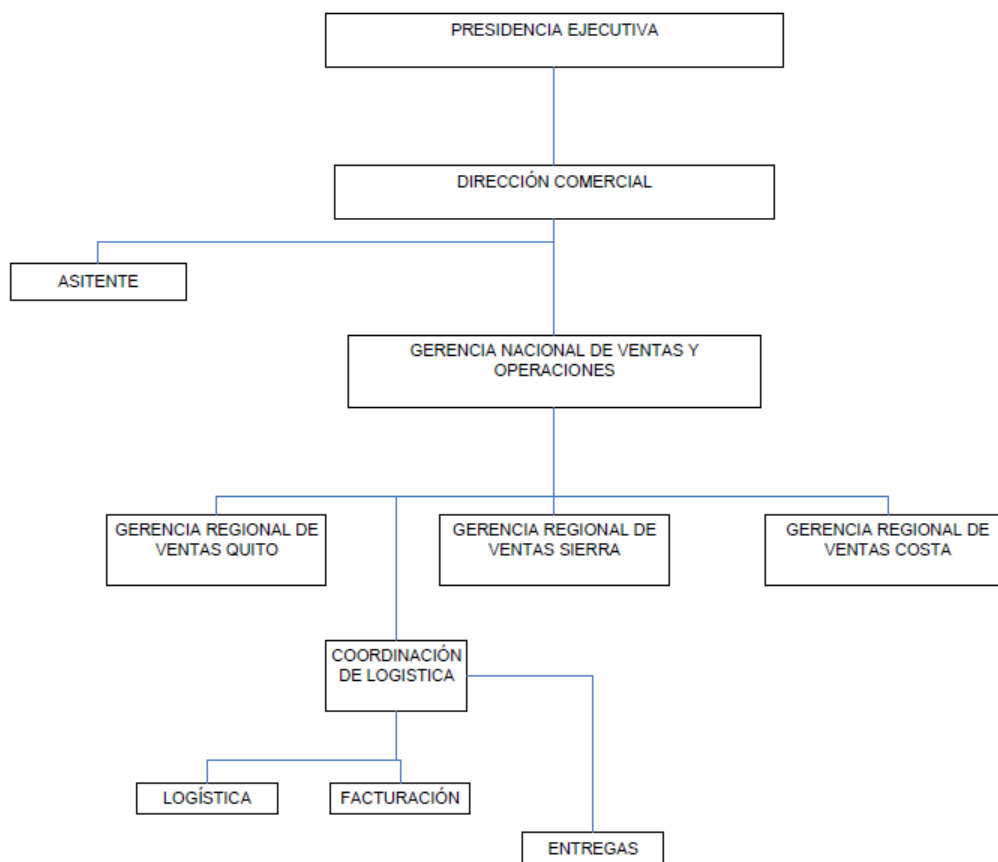 PRESIDENCIA EJECUTIVA
DIRECCIÓN COMERCIAL
ASITENTE
GERENCIA NACIONAL DE VENTAS Y
OPERACIONES
GERENCIA REGIONAL DE
VENTAS QUITO
GERENCIA REGIONAL DE
VENTAS SIERRA
GERENCIA REGIONAL DE
VENTAS COSTA
COORDINACIÓN
DE LOGISTICA
LOGÍSTICA
FACTURACIÓN
ENTREGAS